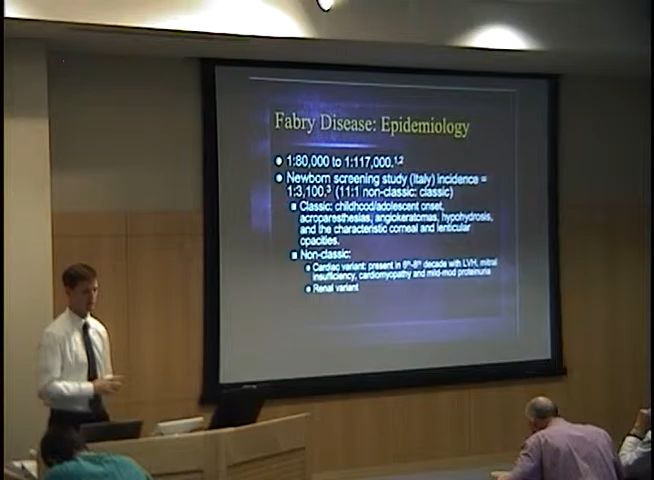 Fabry Disease: Epidemiology
1:80,000 to 1:117,000.1,2
Newborn screening study (Italy) incidence =
1:3,100.3 (11:1 non-classic: classic)
Classic: childhood/adolescent onset,
acroparesthesias, angiokeratomas, hypohydrosis,
and the characteristic corneal and lenticular
opacities.
Non-classic:
Cardiac variant: present in 6th-8th decade with LVH, mitral
insufficiency, cardiomyopathy and mild-mod proteinuria
Renal variant